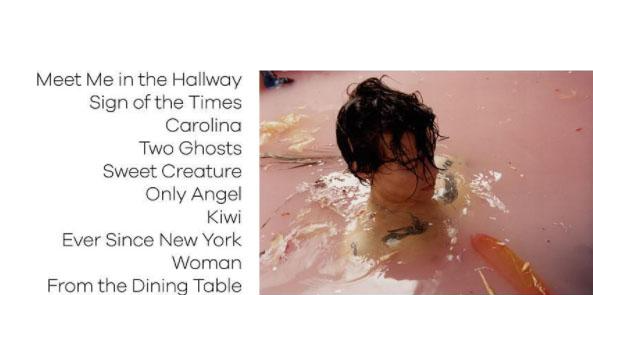 Meet Me in the Hallway
Sign of the Times
Carolina
Two Ghosts
Sweet Creature
Only Angel
Kiwi
Ever Since New York
Woman
From the Dining Table